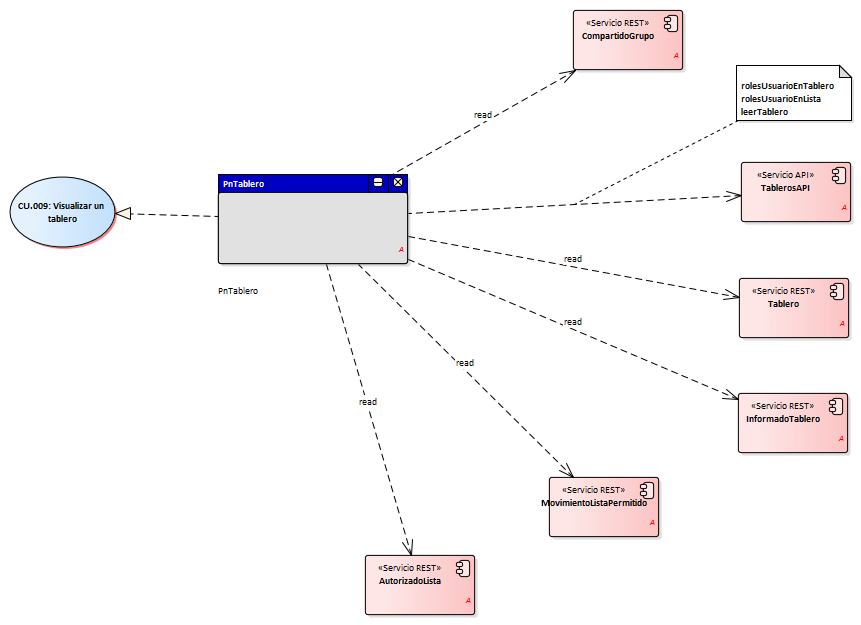 «Servicio REST»
CompartidoGrupo
A
rolesUsuarioEnTablero
rolesUsuarioEnLista
leerTablero
read
«Servicio API»
TablerosAPI
A
PnTablero
A
CU.009: Visualizar un
tablero
read
«Servicio REST»
Tablero
A
PnTablero
read
«Servicio REST»
InformadoTablero
A
read
read
«Servicio REST»
MovimientoListaPermitido
A
«Servicio REST»
AutorizadoLista
A